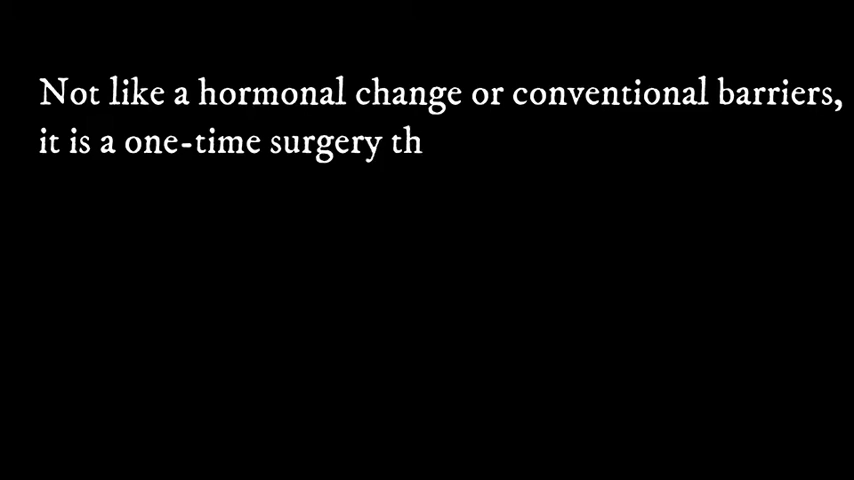 Not like a hormonal change or conventional barriers,
it is a one-time surgery th